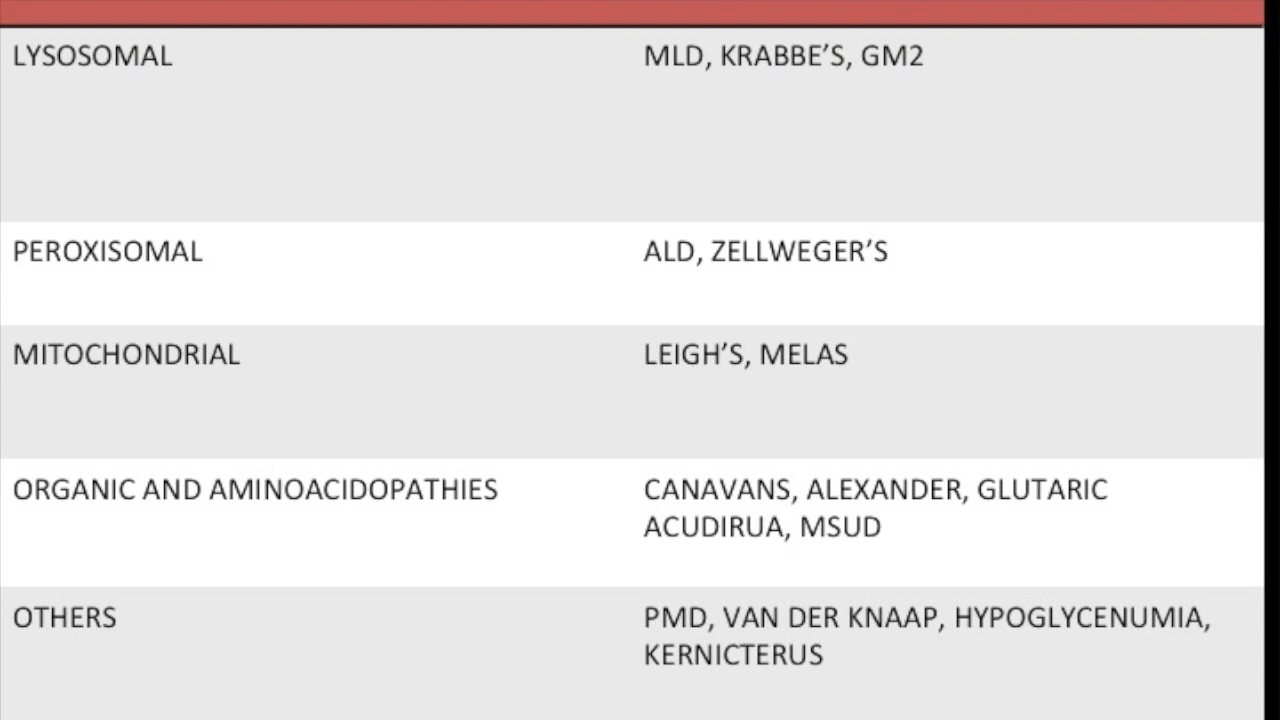 LYSOSOMAL MLD, KRABBE’S, GM2
PEROXISOMAL ALD, ZELLWEGER’S
MITOCHONDRIAL LEIGH’S, MELAS
ORGANIC AND AMINOACIDOPATHIES CANAVANS, ALEXANDER, GLUTARIC
ACUDIRUA, MSUD
OTHERS PMD, VAN DER KNAAP, HYPOGLYCENUMIA,
KERNICTERUS